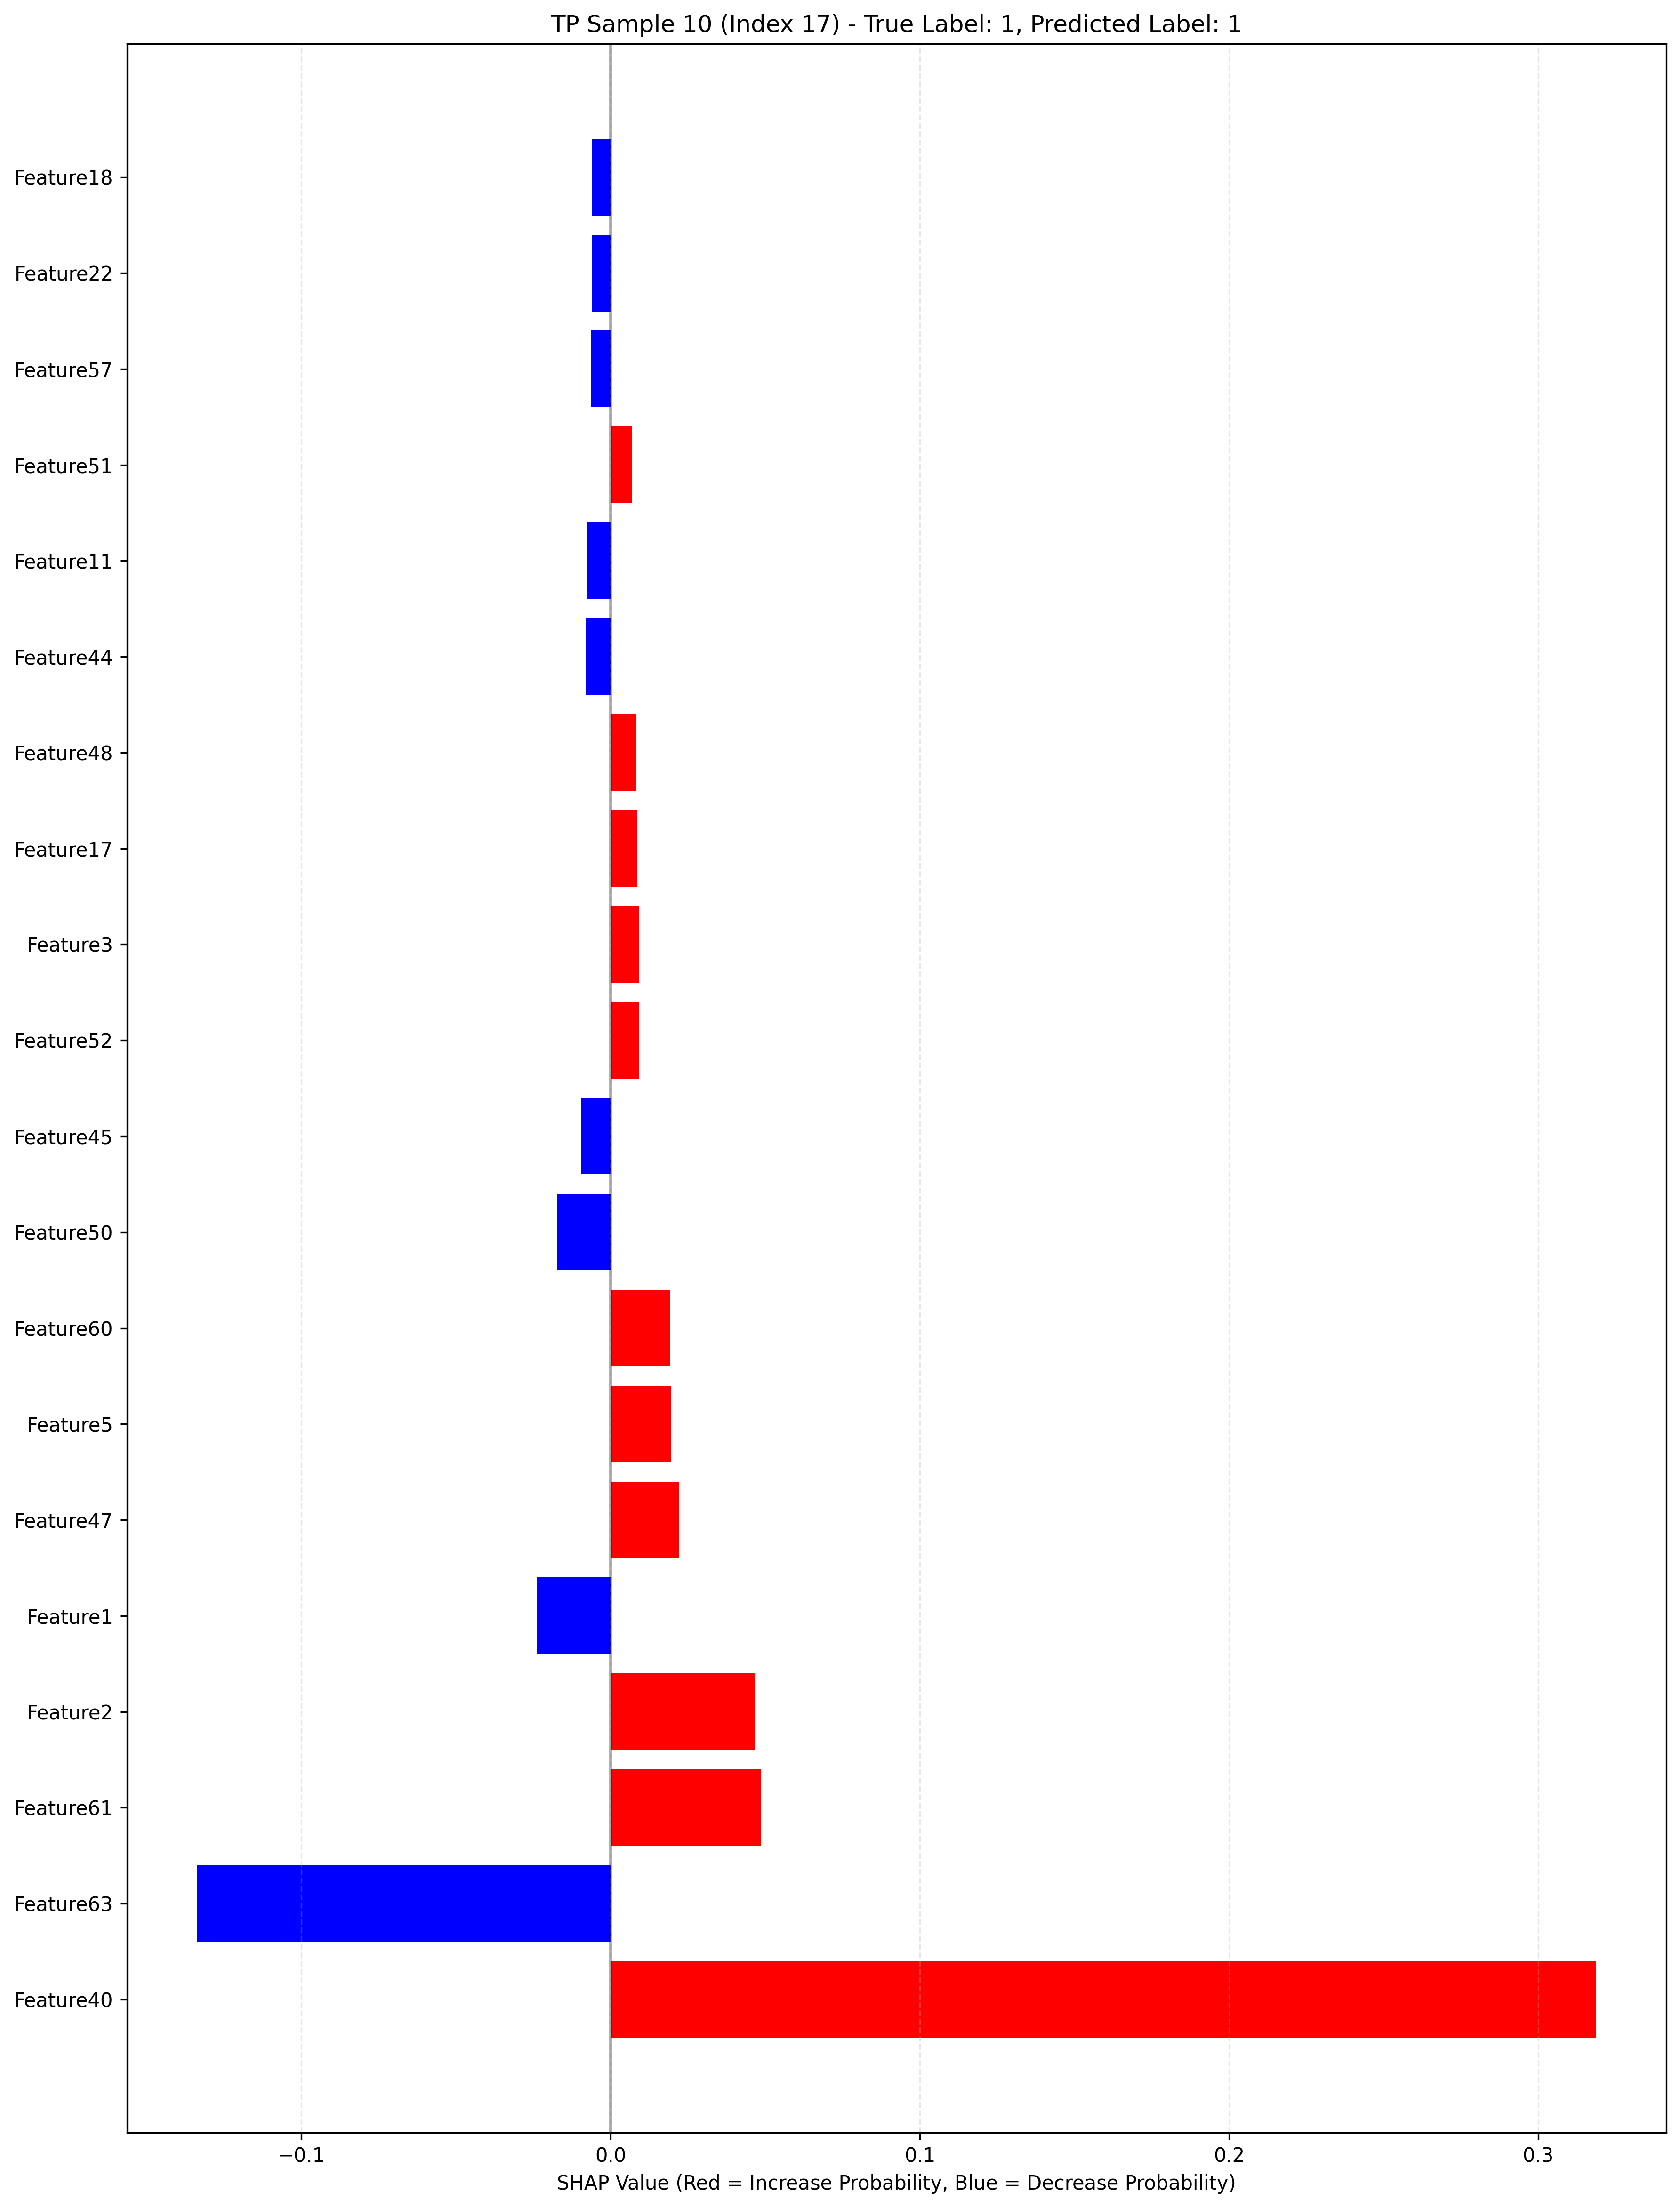 TP Sample 10 (Index 17) - True Label: 1, Predicted Label: 1
Feature18
Feature22
Feature57
Feature51
Feature11
Feature44
Feature48
Feature17
Feature3
Feature52
Feature45
Feature50
Feature60
Feature5
Feature47
Feature1
Feature2
Feature61
Feature63
Feature40
−0.1 0.0 0.1 0.2 0.3
SHAP Value (Red = Increase Probability, Blue = Decrease Probability)